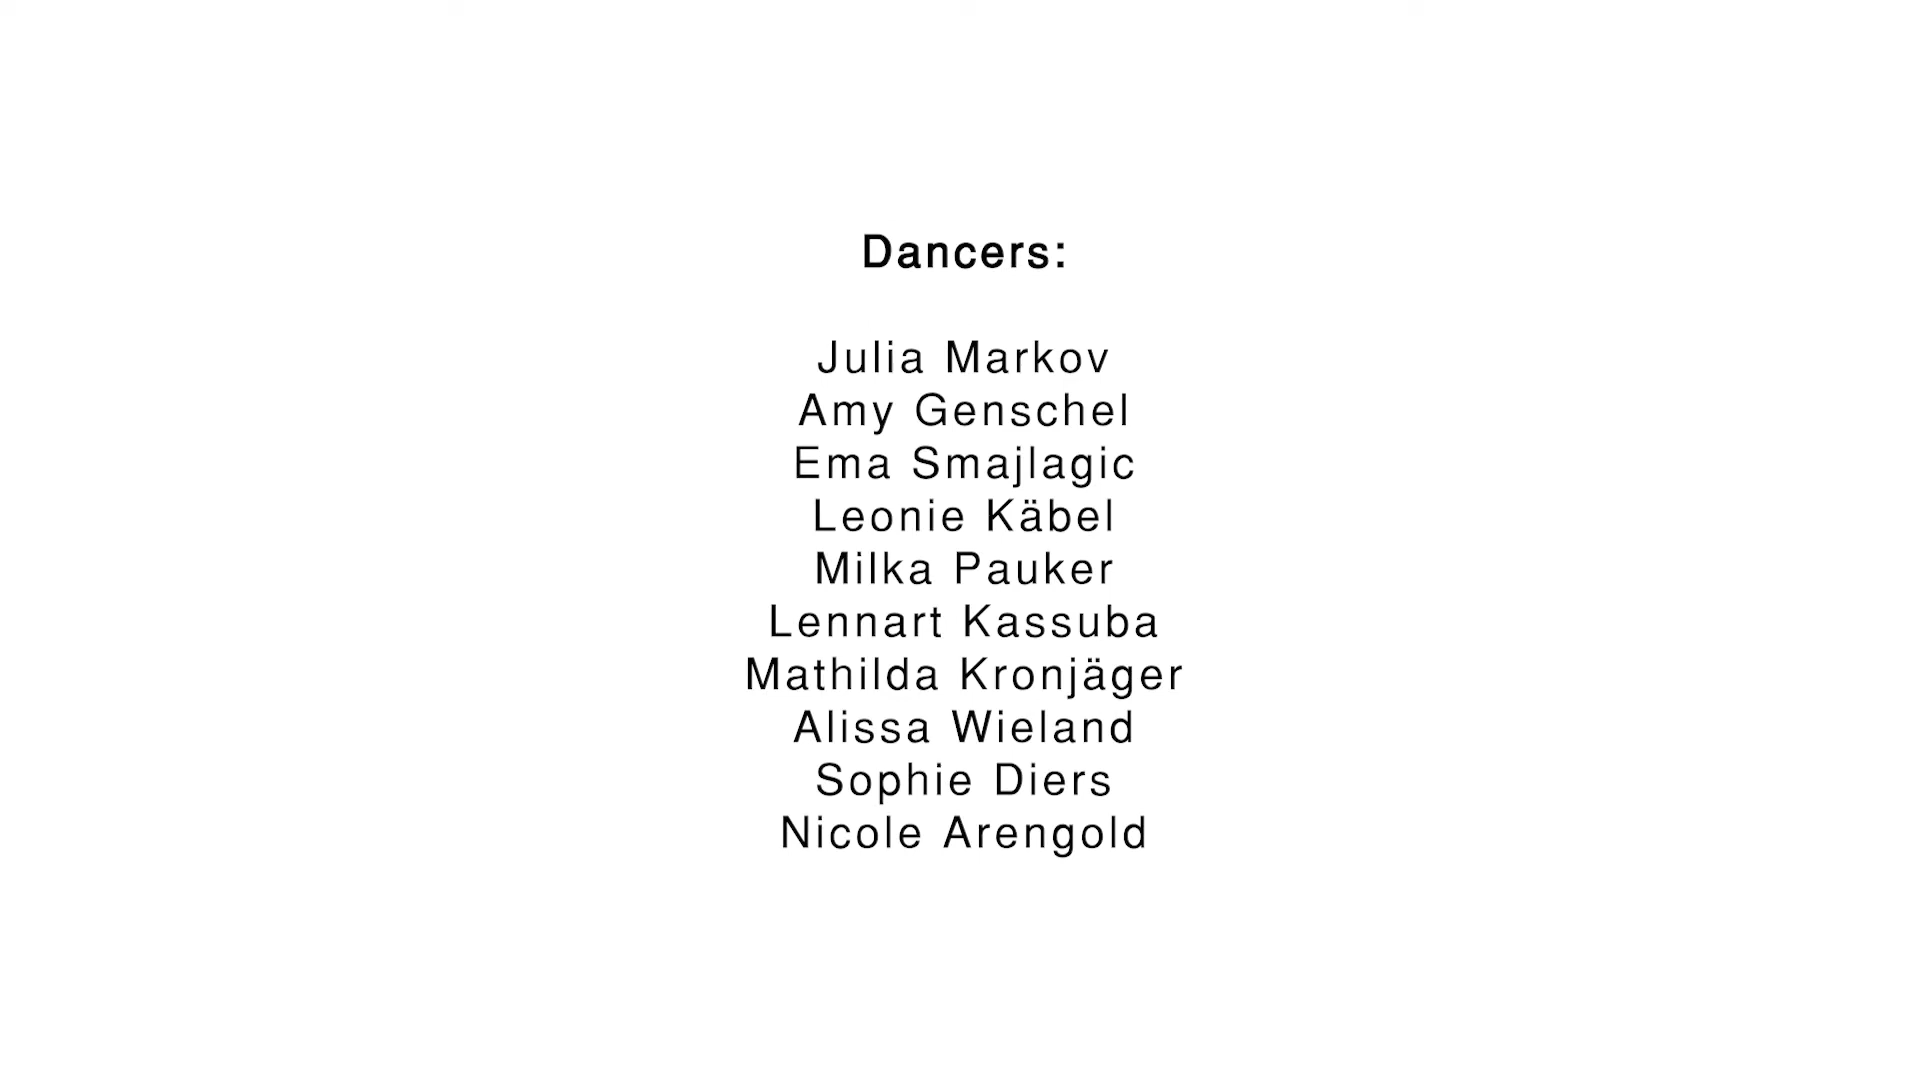 Dancers:
Julia Markov
Amy Genschel
Ema Smajlagic
Leonie Käbel
Milka Pauker
Lennart Kassuba
Mathilda Kronjäger
Alissa Wieland
Sophie Diers
Nicole Arengold